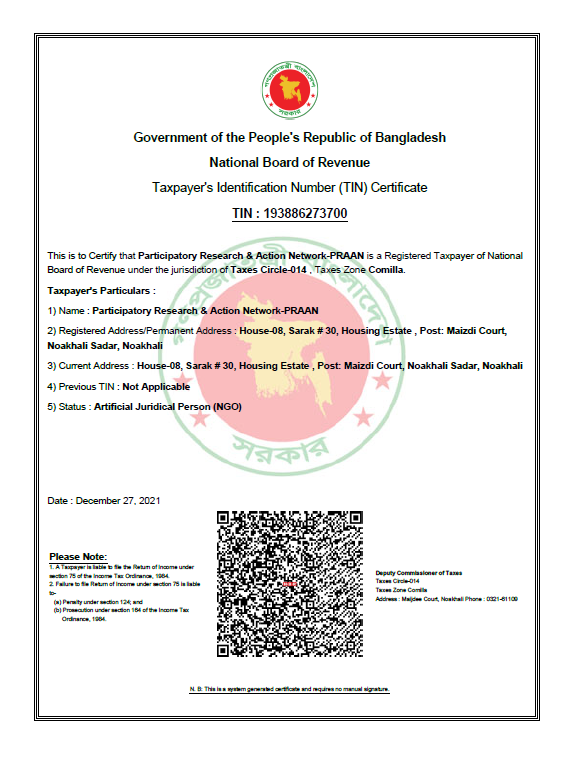 গণপ্রজাতন্ত্রী বাংলাদেশ
সরকার
Government of the People's Republic of Bangladesh
National Board of Revenue
Taxpayer's Identification Number (TIN) Certificate
TIN : 193886273700
This is to Certify that Participatory Research & Action Network-PRAAN is a Registered Taxpayer of National
Board of Revenue under the jurisdiction of Taxes Circle-014 , Taxes Zone Comilla.
Taxpayer's Particulars :
1) Name : Participatory Research & Action Network-PRAAN
2) Registered Address/Permanent Address : House-08, Sarak # 30, Housing Estate , Post: Maizdi Court,
Noakhali Sadar, Noakhali
3) Current Address : House-08, Sarak # 30, Housing Estate , Post: Maizdi Court, Noakhali Sadar, Noakhali
4) Previous TIN : Not Applicable
5) Status : Artificial Juridical Person (NGO)
গণপ্রজাতন্ত্রী বাংলাদেশ
সরকার
Date : December 27, 2021
Please Note:
1. A Taxpayer is liable to file the Return of Income under
section 75 of the Income Tax Ordinance, 1984.
2. Failure to file Return of Income under section 75 is liable
to-
(a) Penalty under section 124; and
(b) Prosecution under section 164 of the Income Tax
Ordinance, 1984.
Deputy Commissioner of Taxes
Taxes Circle-014
Taxes Zone Comilla
Address : Maijdee Court, Noakhali Phone : 0321-61109
N. B: This is a system generated certificate and requires no manual signature.